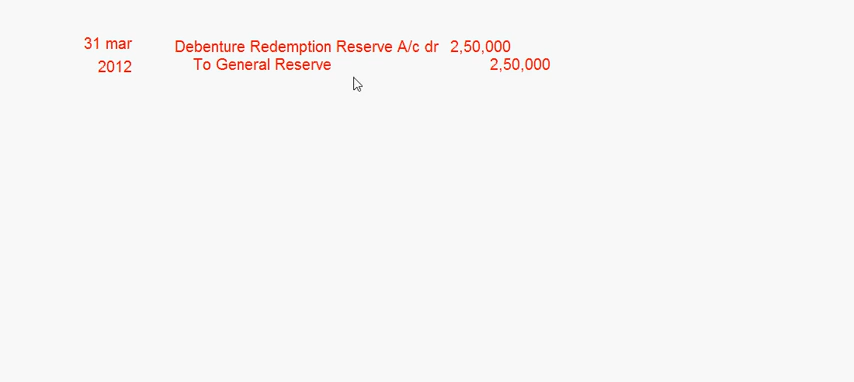 31 mar Debenture Redemption Reserve A/c dr 2,50,000
2012 To General Reserve 2,50,000